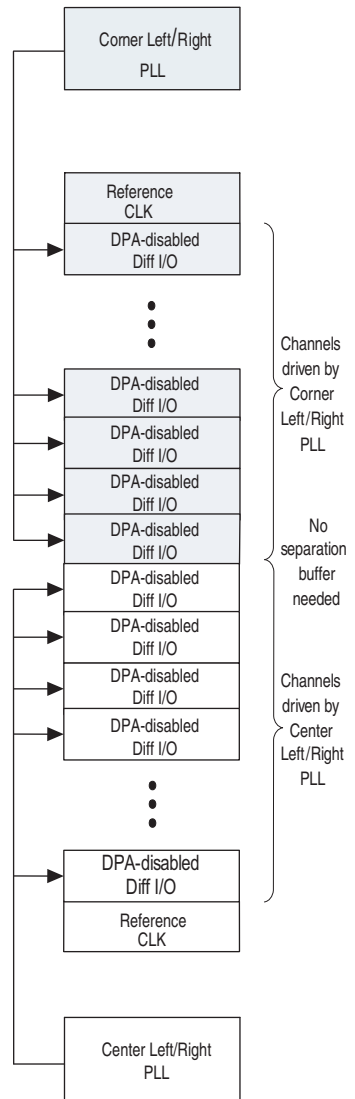 Corner Left/Right
PLL
Reference
CLK
DPA-disabled
Diff I/O
DPA-disabled
Diff I/O
DPA-disabled
Diff I/O
DPA-disabled
Diff I/O
DPA-disabled
Diff I/O
Channels
driven by
Corner
Left/Right
PLL
No
separation
buffer
needed
DPA-disabled
Diff I/O
DPA-disabled
Diff I/O
DPA-disabled
Diff I/O
DPA-disabled
Diff I/O
DPA-disabled
Diff I/O
Reference
CLK
Channels
driven by
Center
Left/Right
PLL
Center Left/Right
PLL